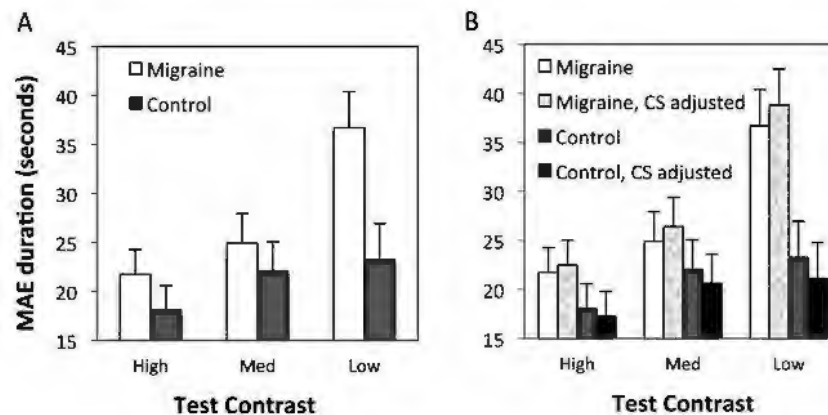 A
MAE duration (seconds)
45
40
35
30
25
20
15
Migraine
Control
High Med Low
Test Contrast
B
45
40
35
30
25
20
15
Migraine
Migraine, CS adjusted
Control
Control, CS adjusted
High Med Low
Test Contrast